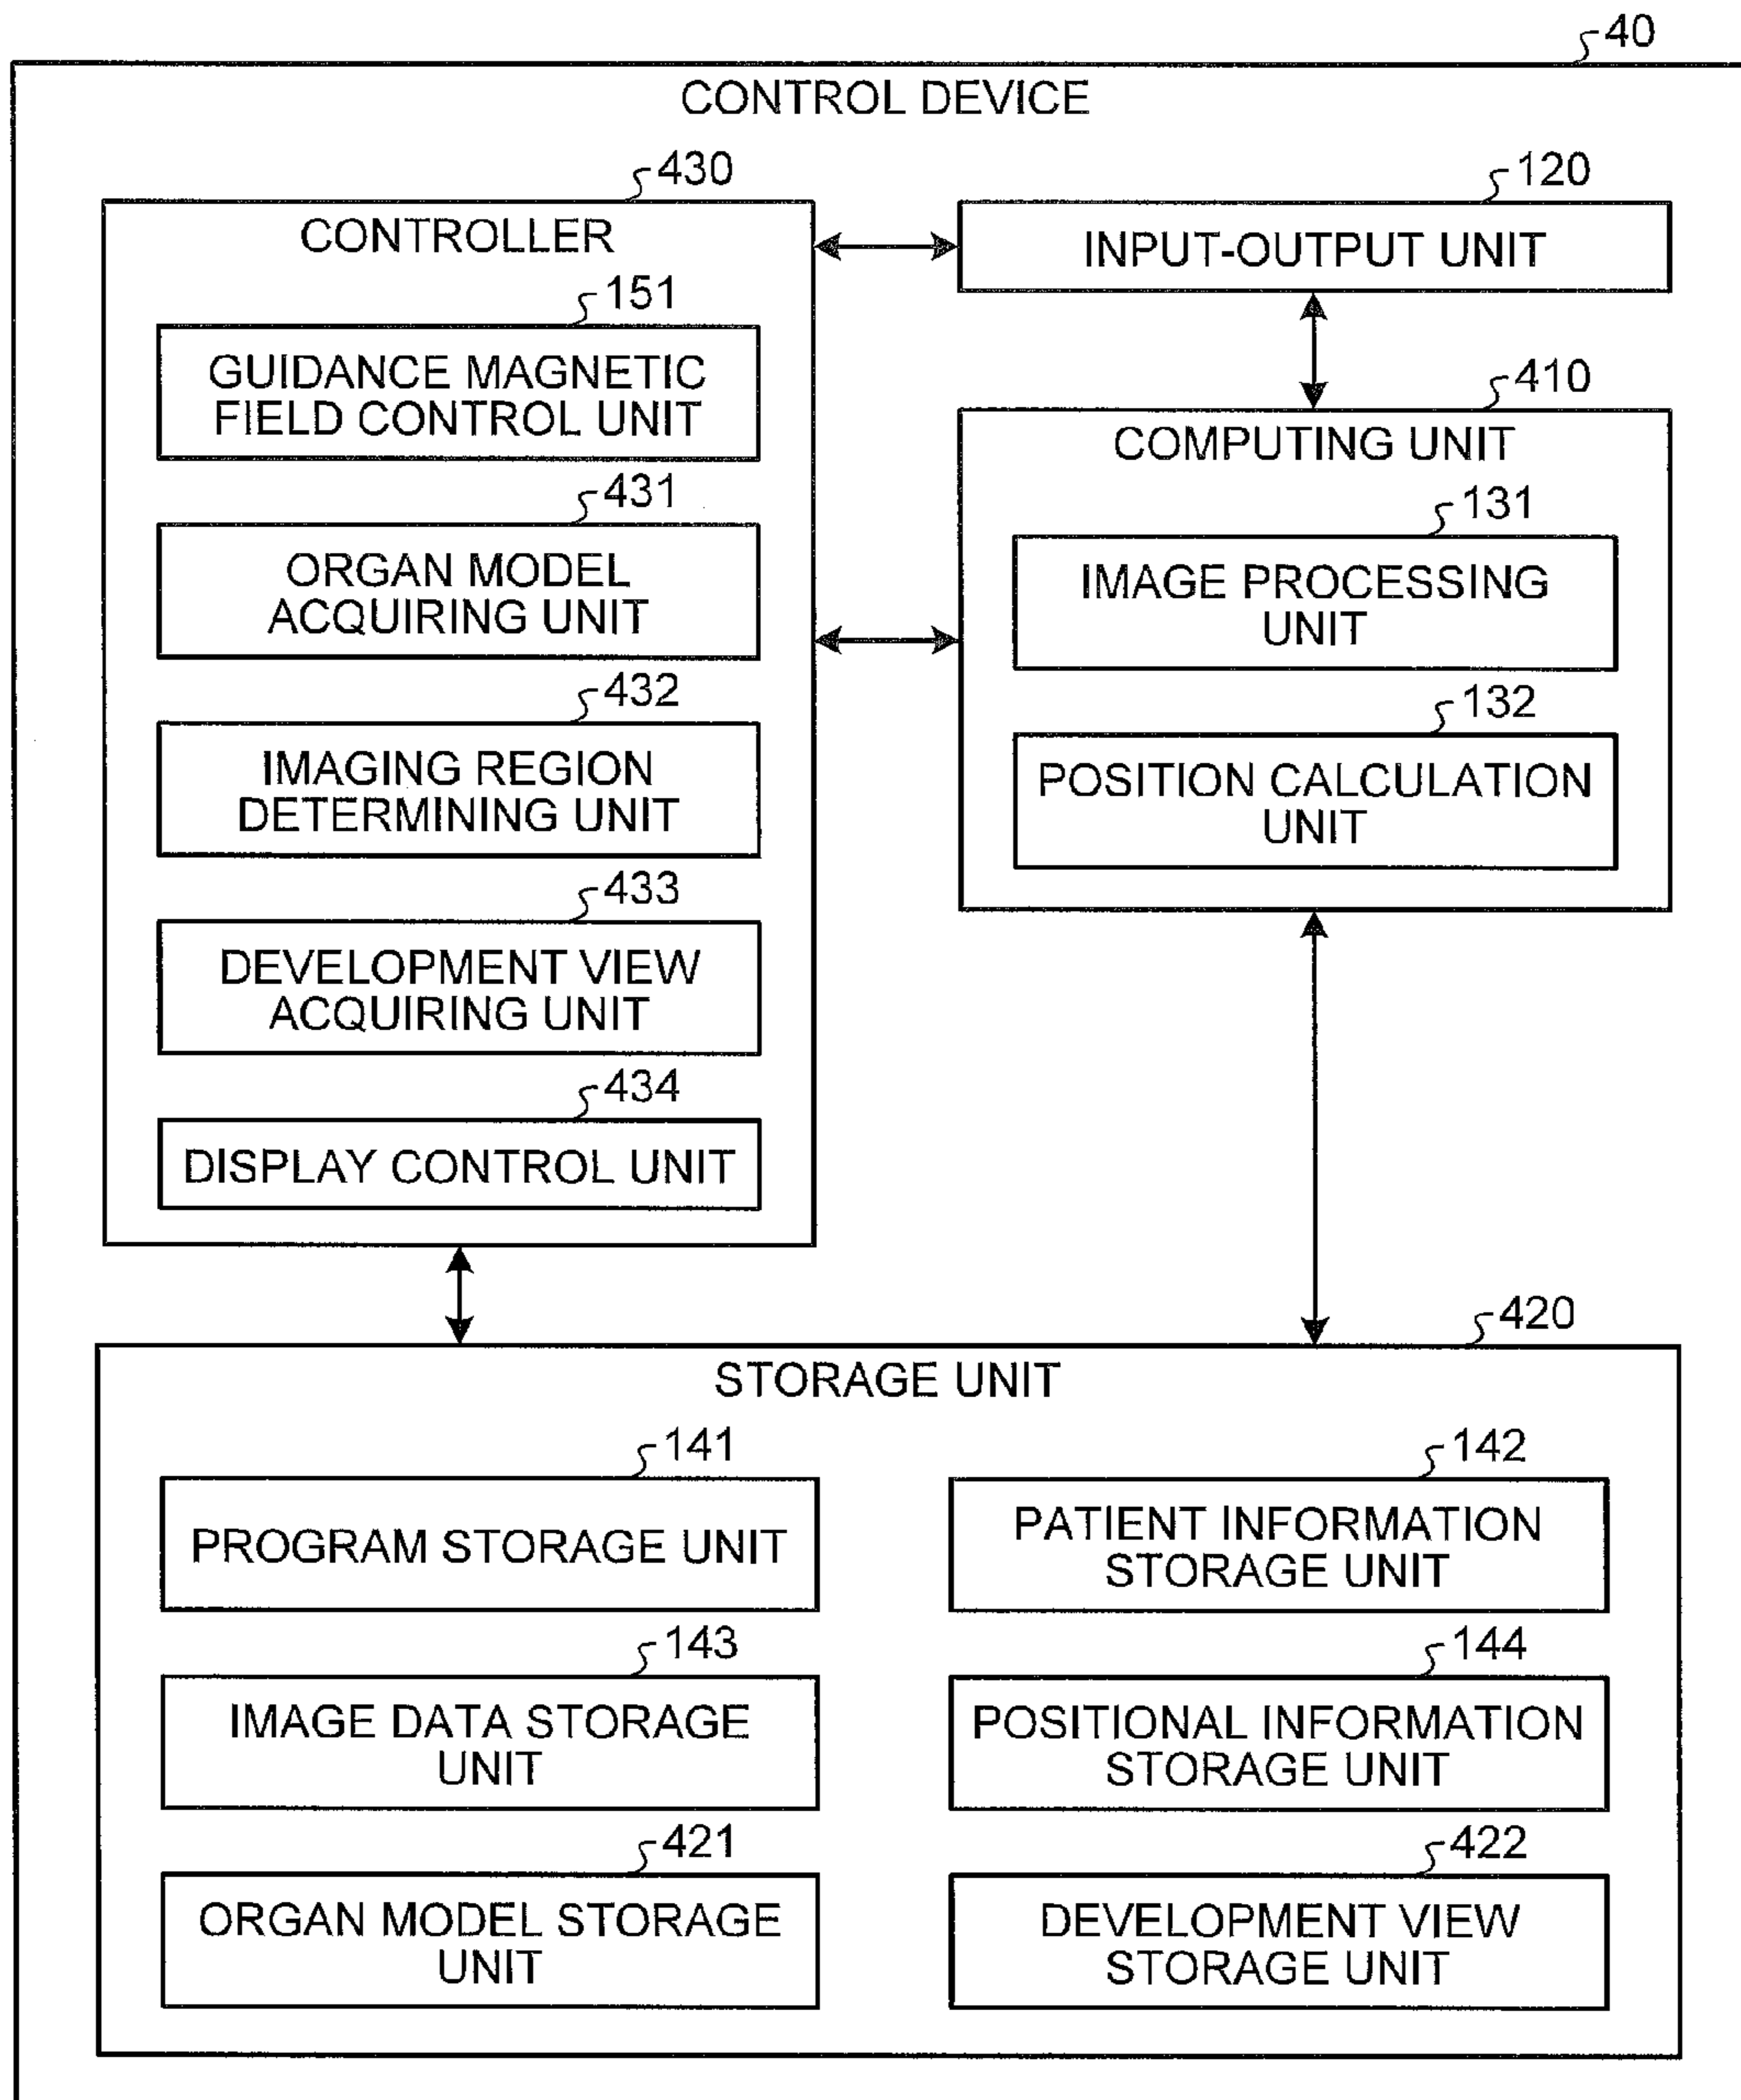 40
CONTROL DEVICE
430
CONTROLLER
151
GUIDANCE MAGNETIC
FIELD CONTROL UNIT
431
ORGAN MODEL
ACQUIRING UNIT
432
IMAGING REGION
DETERMINING UNIT
433
DEVELOPMENT VIEW
ACQUIRING UNIT
434
DISPLAY CONTROL UNIT
120
INPUT-OUTPUT UNIT
410
COMPUTING UNIT
131
IMAGE PROCESSING
UNIT
132
POSITION CALCULATION
UNIT
420
STORAGE UNIT
141
PROGRAM STORAGE UNIT
142
PATIENT INFORMATION
STORAGE UNIT
143
IMAGE DATA STORAGE
UNIT
144
POSITIONAL INFORMATION
STORAGE UNIT
421
ORGAN MODEL STORAGE
UNIT
422
DEVELOPMENT VIEW
STORAGE UNIT